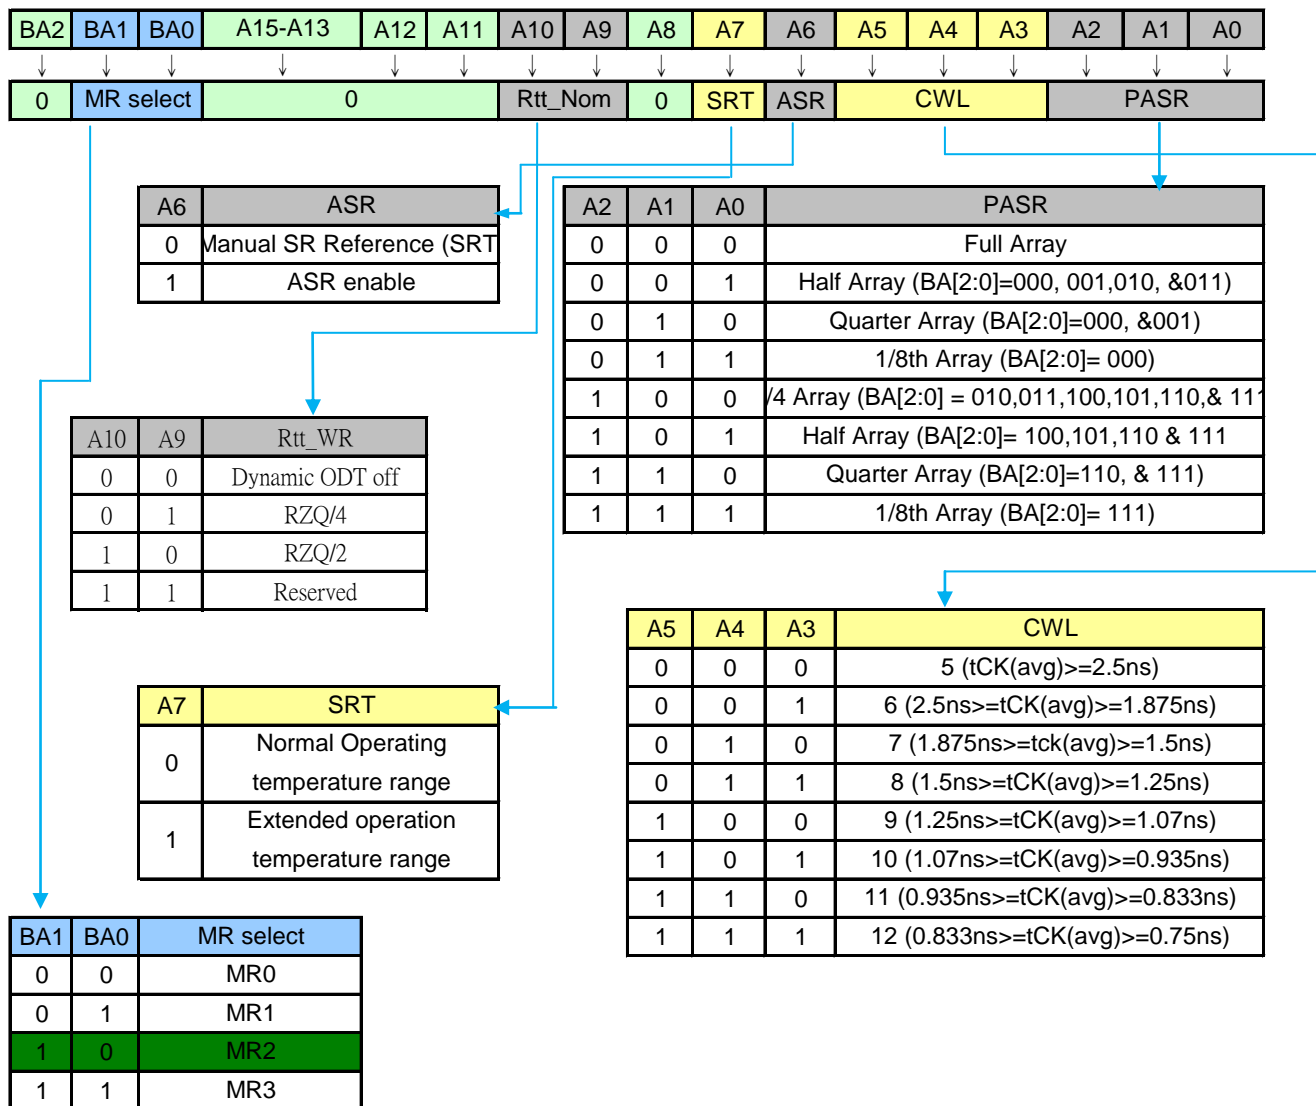 BA2 BA1 BA0 A15-A13 A12 A11 A10 A9 A8 A7 A6 A5 A4 A3 A2 A1 A0
0 MR select 0 Rtt_Nom 0 SRT ASR CWL PASR
A6 ASR
0 Manual SR Reference (SRT
1 ASR enable
A2 A1 A0 PASR
0 0 0 Full Array
0 0 1 Half Array (BA[2:0]=000, 001,010, &011)
0 1 0 Quarter Array (BA[2:0]=000, &001)
0 1 1 1/8th Array (BA[2:0]= 000)
1 0 0 /4 Array (BA[2:0] = 010,011,100,101,110,& 111
1 0 1 Half Array (BA[2:0]= 100,101,110 & 111
1 1 0 Quarter Array (BA[2:0]=110, & 111)
1 1 1 1/8th Array (BA[2:0]= 111)
A10 A9 Rtt_WR
0 0 Dynamic ODT off
0 1 RZQ/4
1 0 RZQ/2
1 1 Reserved
A5 A4 A3 CWL
0 0 0 5 (tCK(avg)>=2.5ns)
0 0 1 6 (2.5ns>=tCK(avg)>=1.875ns)
0 1 0 7 (1.875ns>=tck(avg)>=1.5ns)
0 1 1 8 (1.5ns>=tCK(avg)>=1.25ns)
1 0 0 9 (1.25ns>=tCK(avg)>=1.07ns)
1 0 1 10 (1.07ns>=tCK(avg)>=0.935ns)
1 1 0 11 (0.935ns>=tCK(avg)>=0.833ns)
1 1 1 12 (0.833ns>=tCK(avg)>=0.75ns)
A7 SRT
0 Normal Operating
temperature range
1 Extended operation
temperature range
BA1 BA0 MR select
0 0 MR0
0 1 MR1
1 0 MR2
1 1 MR3